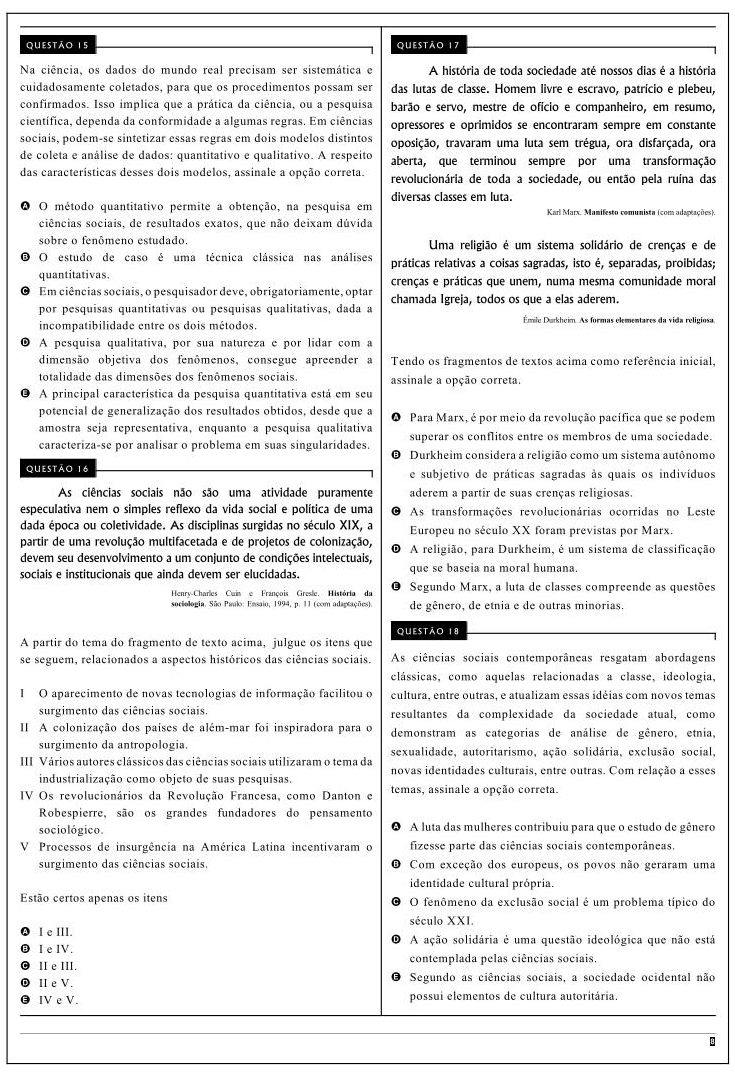 QUESTÃO 15
Na ciência, os dados do mundo real precisam ser sistemática e
cuidadosamente coletados, para que os procedimentos possam ser
confirmados. Isso implica que a prática da ciência, ou a pesquisa
científica, dependa da conformidade a algumas regras. Em ciências
sociais, podem-se sintetizar essas regras em dois modelos distintos
de coleta e análise de dados: quantitativo e qualitativo. A respeito
das características desses dois modelos, assinale a opção correta.
A O método quantitativo permite a obtenção, na pesquisa em
ciências sociais, de resultados exatos, que não deixam dúvida
sobre o fenômeno estudado.
B O estudo de caso é uma técnica clássica nas análises
quantitativas.
C Em ciências sociais, o pesquisador deve, obrigatoriamente, optar
por pesquisas quantitativas ou pesquisas qualitativas, dada a
incompatibilidade entre os dois métodos.
D A pesquisa qualitativa, por sua natureza e por lidar com a
dimensão objetiva dos fenômenos, consegue apreender a
totalidade das dimensões dos fenômenos sociais.
E A principal característica da pesquisa quantitativa está em seu
potencial de generalização dos resultados obtidos, desde que a
amostra seja representativa, enquanto a pesquisa qualitativa
caracteriza-se por analisar o problema em suas singularidades.
QUESTÃO 16
As ciências sociais não são uma atividade puramente
especulativa nem o simples reflexo da vida social e política de uma
dada época ou coletividade. As disciplinas surgidas no século XIX, a
partir de uma revolução multifacetada e de projetos de colonização,
devem seu desenvolvimento a um conjunto de condições intelectuais,
sociais e institucionais que ainda devem ser elucidadas.
Henry-Charles Cuin e François Gresle. História da
sociologia. São Paulo: Ensaio, 1994, p. 11 (com adaptações).
A partir do tema do fragmento de texto acima, julgue os itens que
se seguem, relacionados a aspectos históricos das ciências sociais.
I O aparecimento de novas tecnologias de informação facilitou o
surgimento das ciências sociais.
II A colonização dos países de além-mar foi inspiradora para o
surgimento da antropologia.
III Vários autores clássicos das ciências sociais utilizaram o tema da
industrialização como objeto de suas pesquisas.
IV Os revolucionários da Revolução Francesa, como Danton e
Robespierre, são os grandes fundadores do pensamento
sociológico.
V Processos de insurgência na América Latina incentivaram o
surgimento das ciências sociais.
Estão certos apenas os itens
A I e III.
B I e IV.
C II e III.
D II e V.
E IV e V.
QUESTÃO 17
A história de toda sociedade até nossos dias é a história
das lutas de classe. Homem livre e escravo, patrício e plebeu,
barão e servo, mestre de ofício e companheiro, em resumo,
opressores e oprimidos se encontraram sempre em constante
oposição, travaram uma luta sem trégua, ora disfarçada, ora
aberta, que terminou sempre por uma transformação
revolucionária de toda a sociedade, ou então pela ruína das
diversas classes em luta.
Karl Marx. Manifesto comunista (com adaptações).
Uma religião é um sistema solidário de crenças e de
práticas relativas a coisas sagradas, isto é, separadas, proibidas;
crenças e práticas que unem, numa mesma comunidade moral
chamada Igreja, todos os que a elas aderem.
Émile Durkheim. As formas elementares da vida religiosa.
Tendo os fragmentos de textos acima como referência inicial,
assinale a opção correta.
A Para Marx, é por meio da revolução pacífica que se podem
superar os conflitos entre os membros de uma sociedade.
B Durkheim considera a religião como um sistema autônomo
e subjetivo de práticas sagradas às quais os indivíduos
aderem a partir de suas crenças religiosas.
C As transformações revolucionárias ocorridas no Leste
Europeu no século XX foram previstas por Marx.
D A religião, para Durkheim, é um sistema de classificação
que se baseia na moral humana.
E Segundo Marx, a luta de classes compreende as questões
de gênero, de etnia e de outras minorias.
QUESTÃO 18
As ciências sociais contemporâneas resgatam abordagens
clássicas, como aquelas relacionadas a classe, ideologia,
cultura, entre outras, e atualizam essas idéias com novos temas
resultantes da complexidade da sociedade atual, como
demonstram as categorias de análise de gênero, etnia,
sexualidade, autoritarismo, ação solidária, exclusão social,
novas identidades culturais, entre outras. Com relação a esses
temas, assinale a opção correta.
A A luta das mulheres contribuiu para que o estudo de gênero
fizesse parte das ciências sociais contemporâneas.
B Com exceção dos europeus, os povos não geraram uma
identidade cultural própria.
C O fenômeno da exclusão social é um problema típico do
século XXI.
D A ação solidária é uma questão ideológica que não está
contemplada pelas ciências sociais.
E Segundo as ciências sociais, a sociedade ocidental não
possui elementos de cultura autoritária.
8